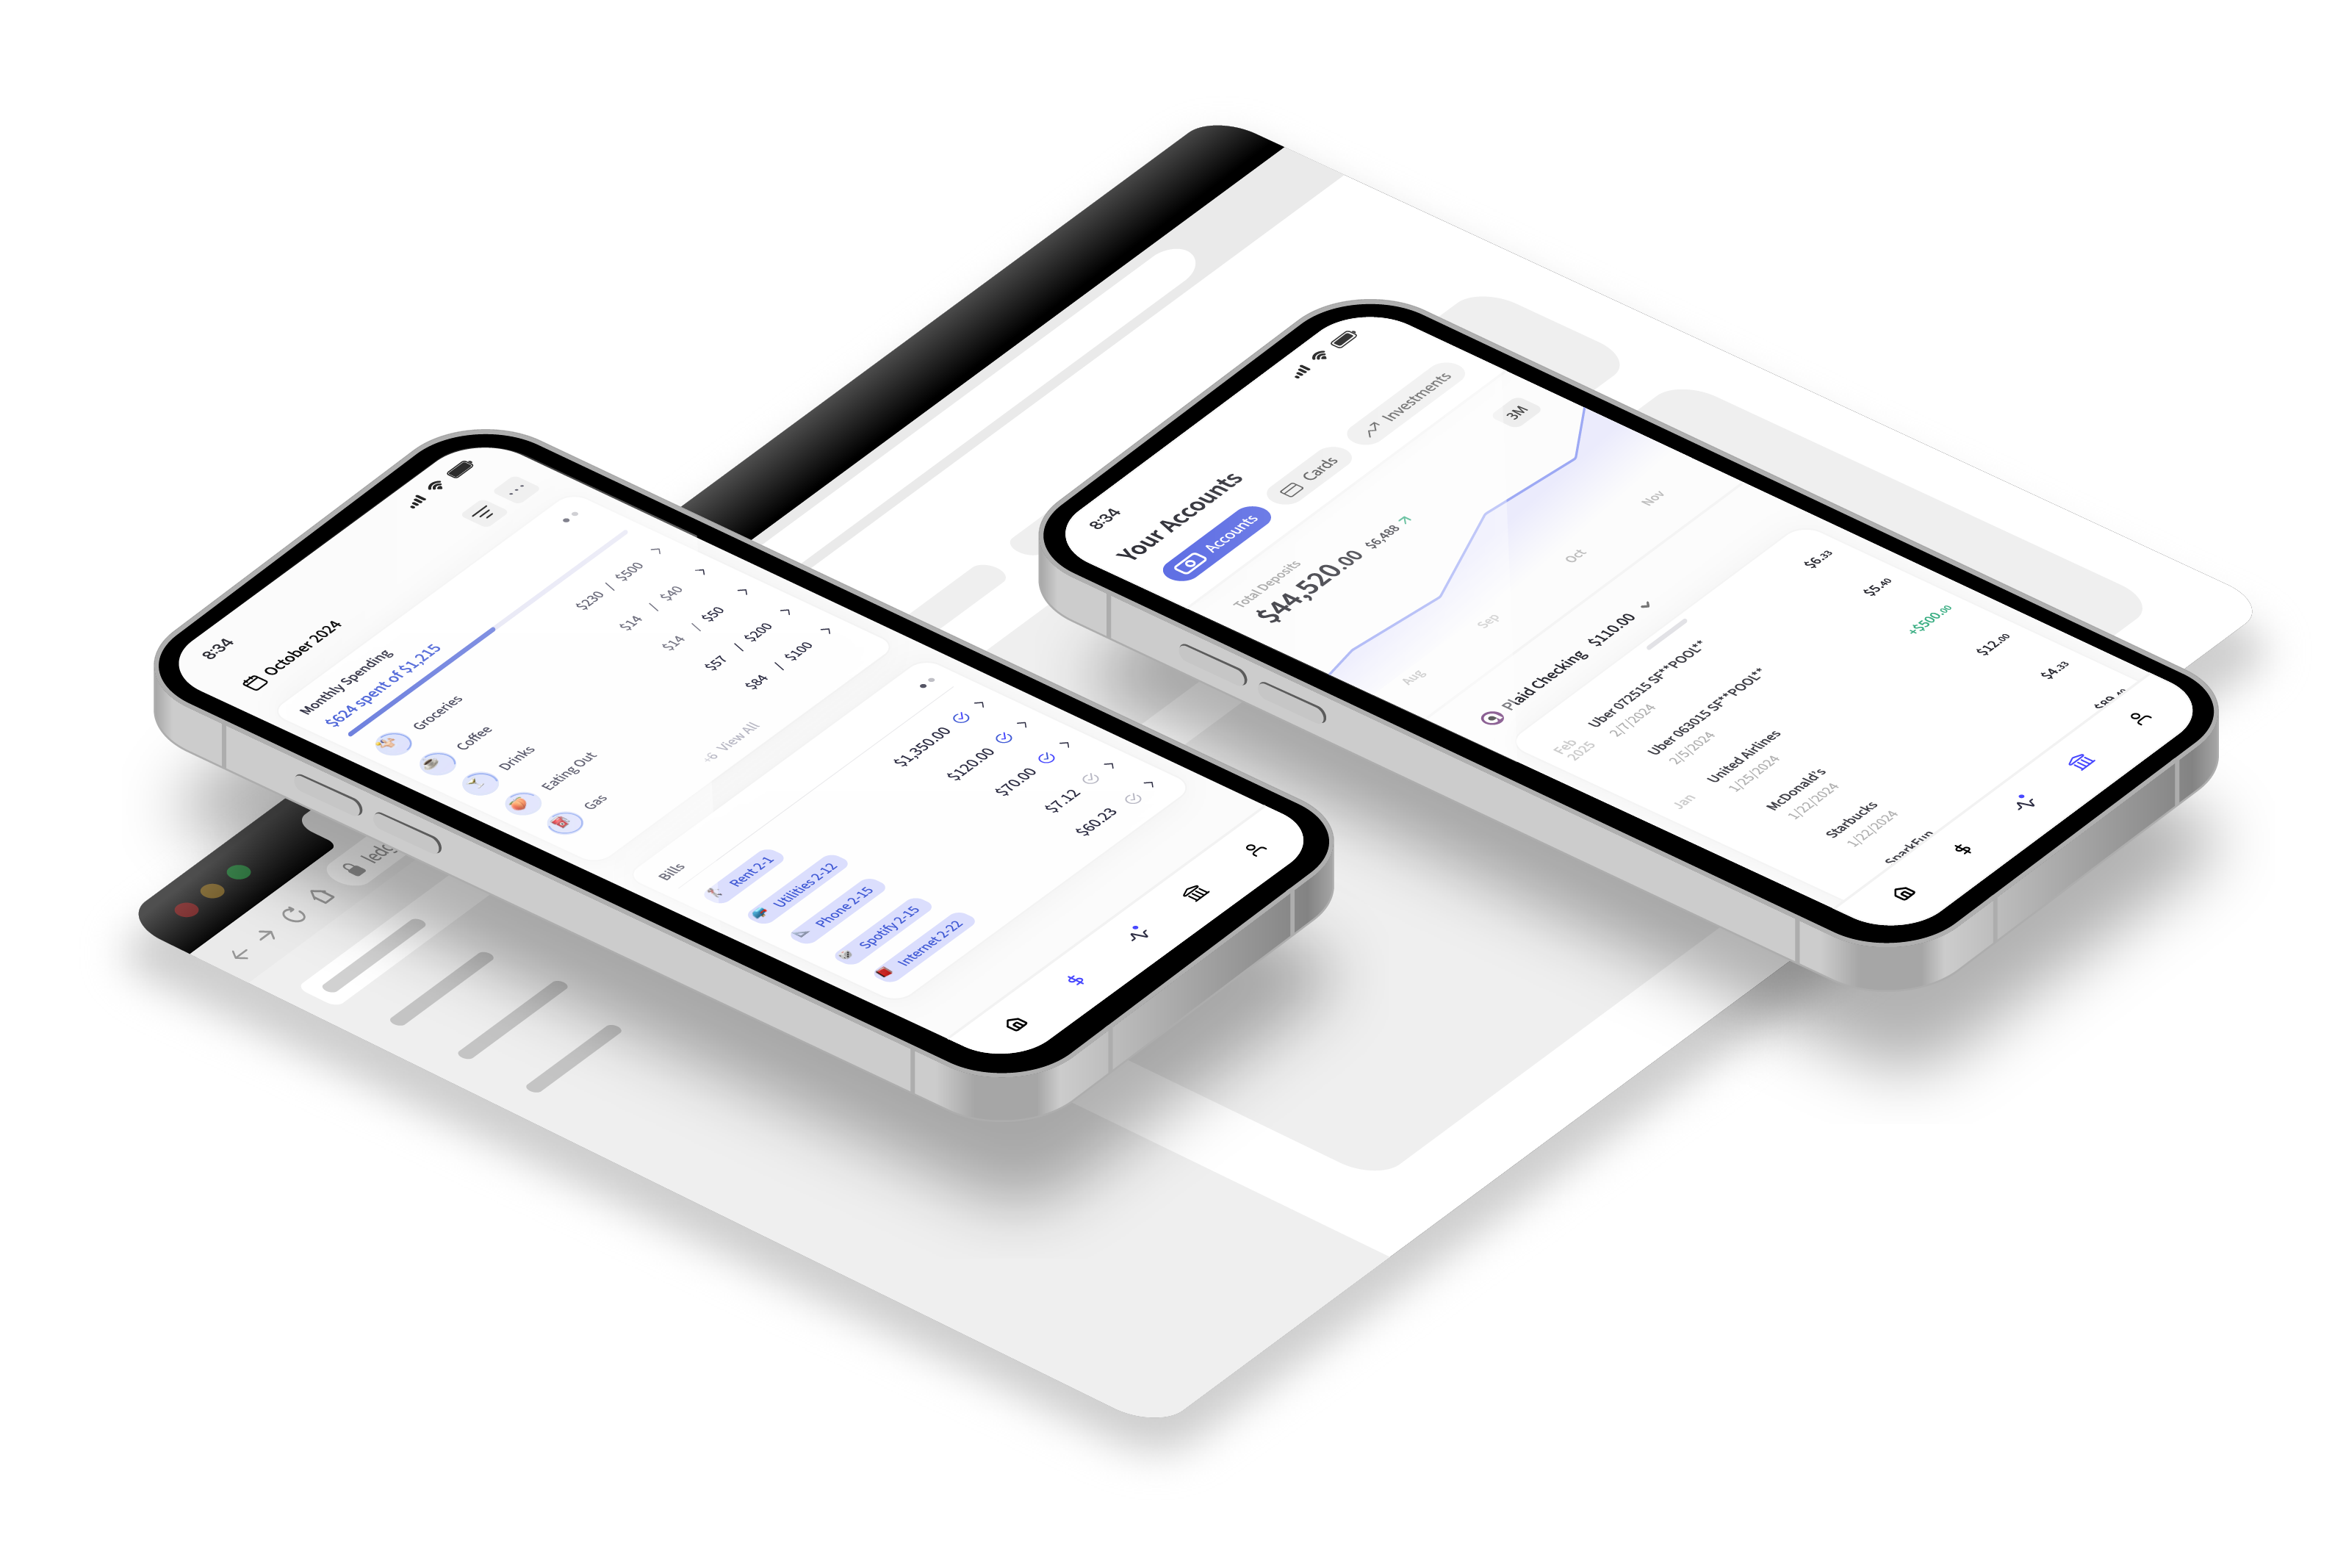 8:34
October 2024
Monthly Spending
$624 spent of $1,215
Groceries $230 | $500
Coffee $14 | $40
Drinks $14 | $50
Eating Out $57 | $200
Gas $84 | $100
+6 View All
Bills
Rent 2-1 $1,350.00
Utilities 2-12 $120.00
Phone 2-15 $70.00
Spotify 2-15 $7.12
Internet 2-22 $60.23
8:34
Your Accounts
Accounts Cards Investments
Total Deposits
$44,520.00 $6,488
3M
Aug Sep Oct Nov
Plaid Checking $110.00
Feb
2025
Uber 072515 SF**POOL** $6.33
2/7/2024
Uber 063015 SF**POOL** $5.40
2/5/2024
Jan
United Airlines +$500.00
1/25/2024
McDonald's $12.00
1/22/2024
Starbucks $4.33
1/22/2024